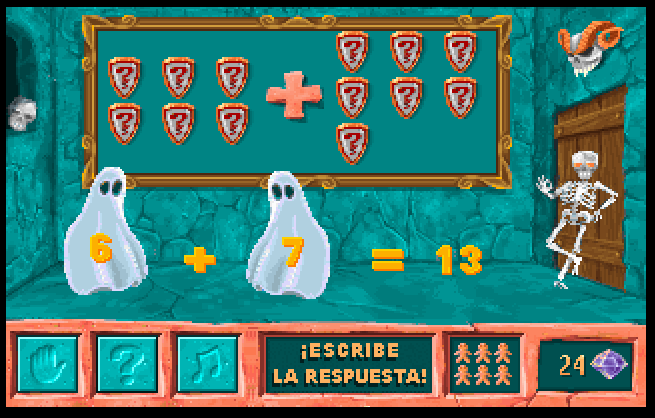 ? ? ? + ? ? ?
? ? ? ? ? ?
?
6 + 7 = 13
?
¡ESCRIBE
LA RESPUESTA!
24